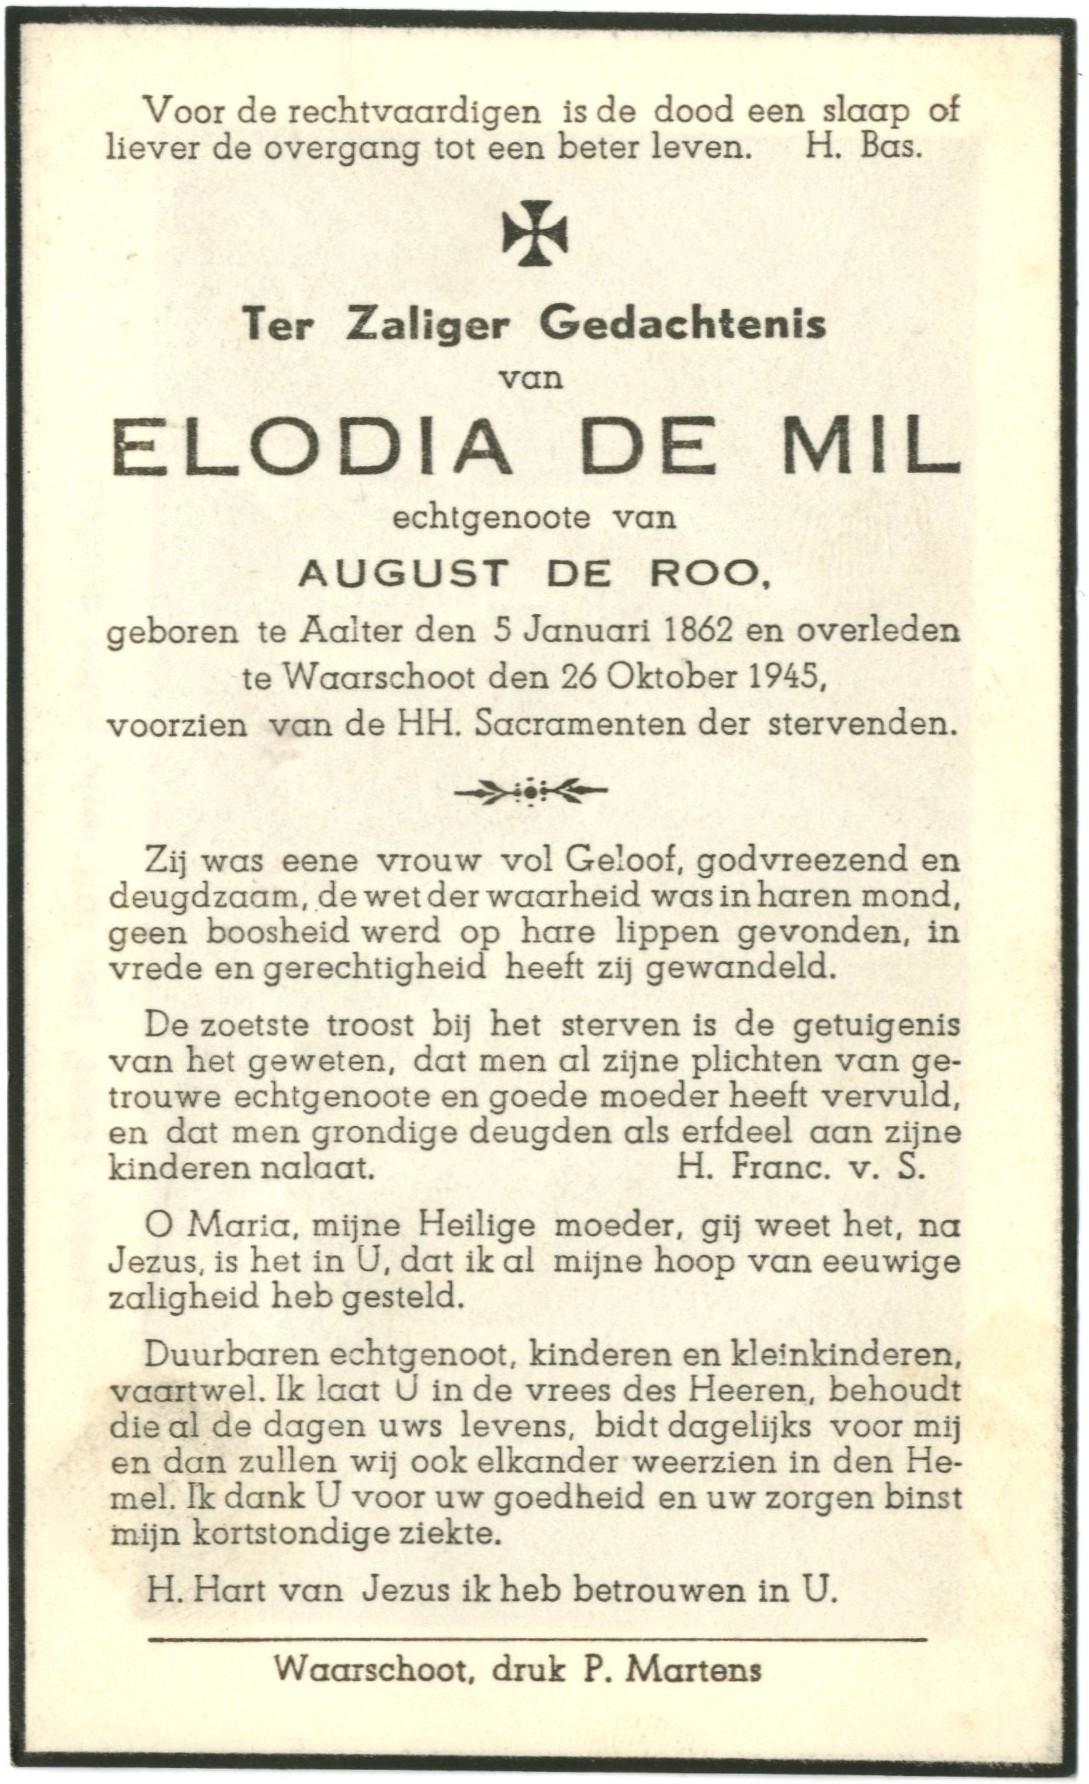 Voor de rechtvaardigen is de dood een slaap of
liever de overgang tot een beter leven. H. Bas.
Ter Zaliger Gedachtenis
van
ELODIA DE MIL
echtgenoote van
AUGUST DE ROO,
geboren te Aalter den 5 Januari 1862 en overleden
te Waarschoot den 26 Oktober 1945,
voorzien van de HH. Sacramenten der stervenden.
Zij was eene vrouw vol Geloof, godvreezend en
deugdzaam, de wet der waarheid was in haren mond,
geen boosheid werd op hare lippen gevonden, in
vrede en gerechtigheid heeft zij gewandeld.
De zoetste troost bij het sterven is de getuigenis
van het geweten, dat men al zijne plichten van ge-
trouwe echtgenoote en goede moeder heeft vervuld,
en dat men grondige deugden als erfdeel aan zijne
kinderen nalaat. H. Franc. v. S.
O Maria, mijne Heilige moeder, gij weet het, na
Jezus, is het in U, dat ik al mijne hoop van eeuwige
zaligheid heb gesteld.
Duurbaren echtgenoot, kinderen en kleinkinderen,
vaartwel. Ik laat U in de vrees des Heeren, behoudt
die al de dagen uws levens, bidt dagelijks voor mij
en dan zullen wij ook elkander weerzien in den He-
mel. Ik dank U voor uw goedheid en uw zorgen binst
mijn kortstondige ziekte.
H. Hart van Jezus ik heb betrouwen in U.
Waarschoot, druk P. Martens